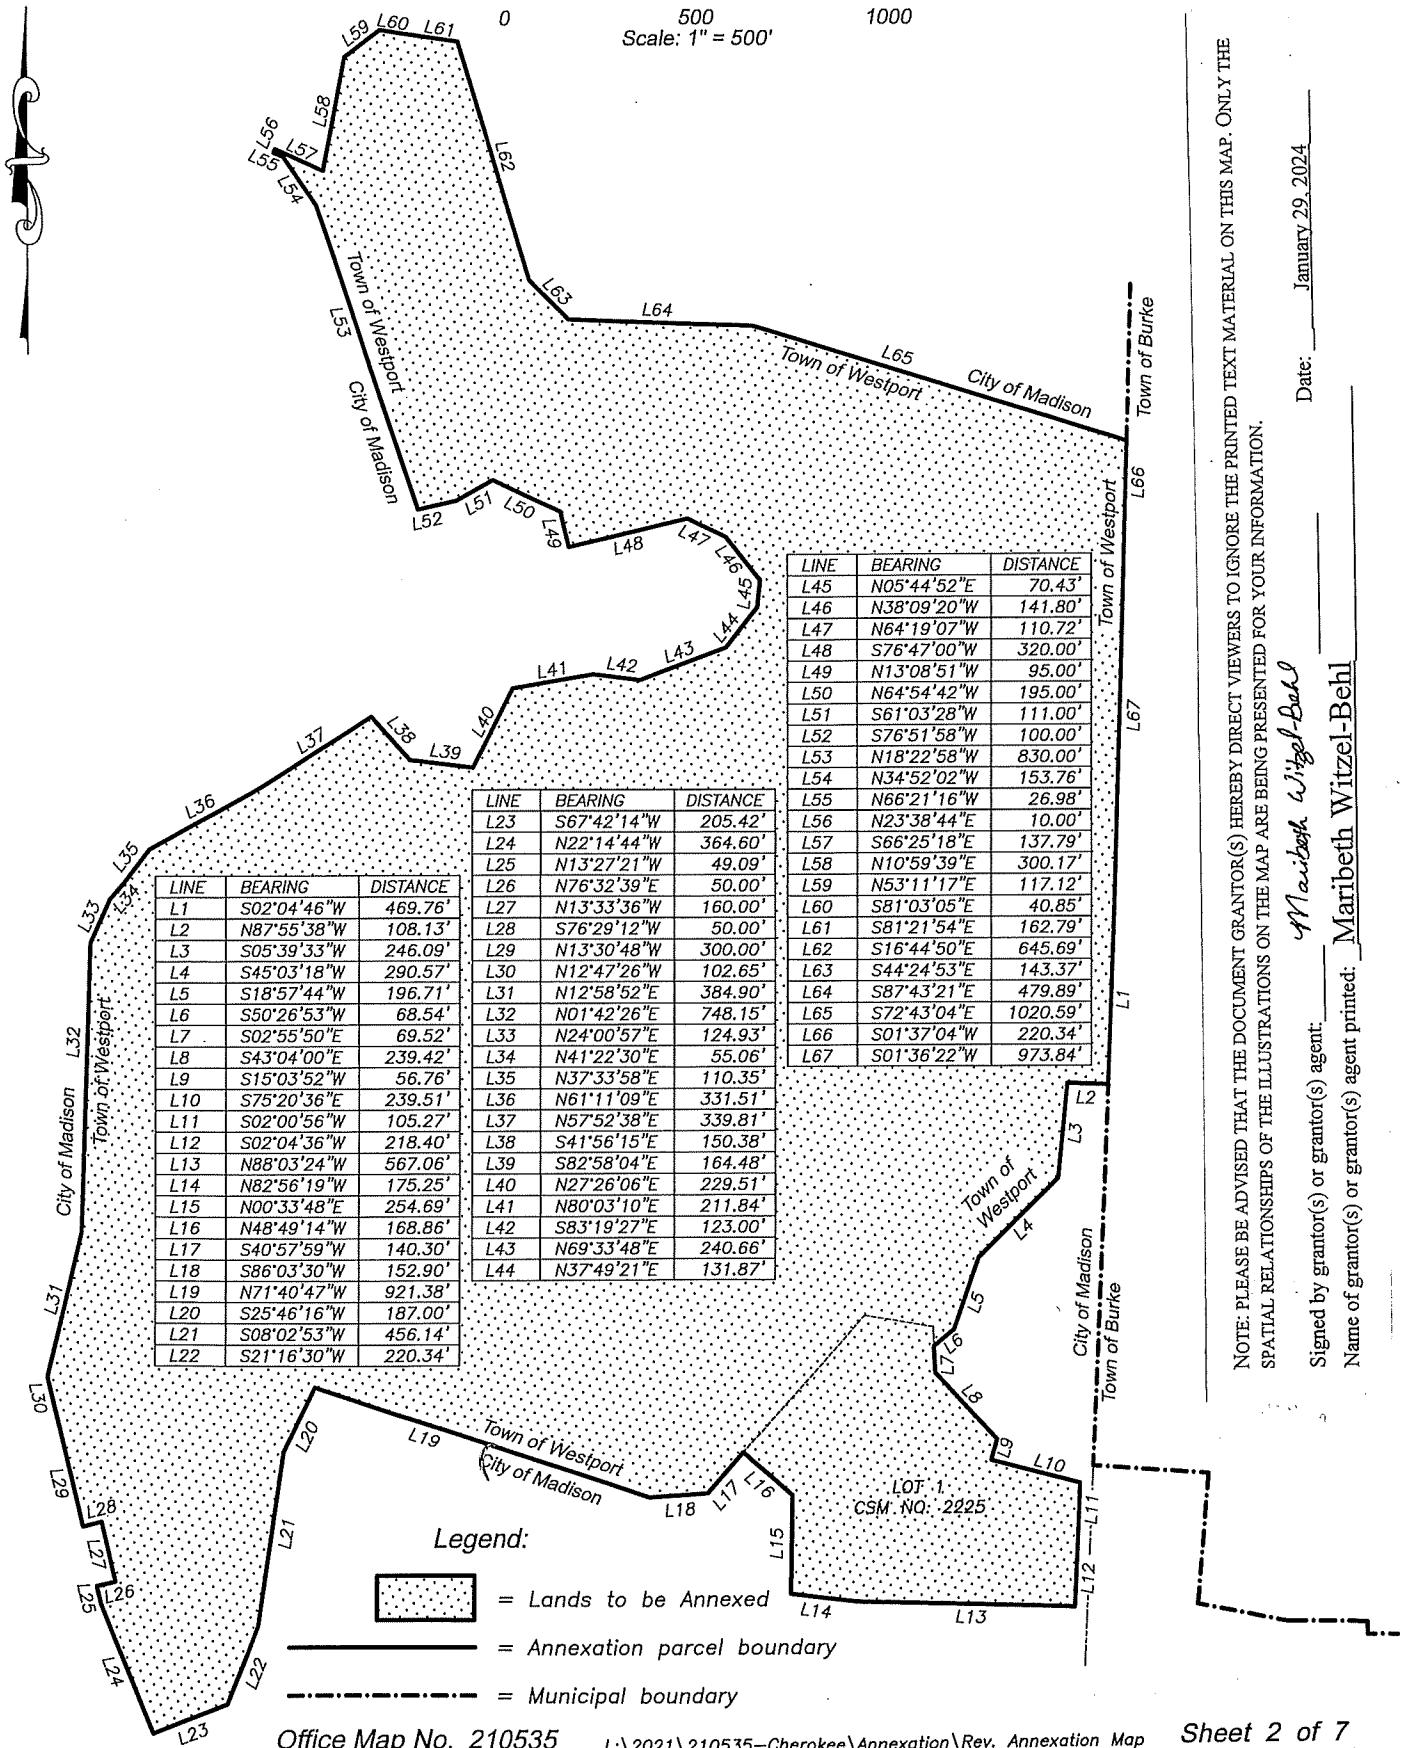 0 500 1000
Scale: 1" = 500'
L59 L60 L61
L58
L56
L55
L57
L54
L62
Town of Westport
L53
City of Madison
L63
L64
L65
Town of Westport
City of Madison
Town of Burke
L66
Town of Westport
L67
L1
L52
L51
L50
L49
L48
L47
L46
L45
L44
L43
L42
L41
L40
L39
L38
L37
L36
L35
L34
L33
L32
City of Madison
Town of Westport
L31
L30
L29
L28
L27
L26
L25
L24
L23
L22
L21
L20
L19
Town of Westport
City of Madison
L18
L17
L16
L15
L14
L13
L12
L11
L10
L9
L8
L7
L6
L5
L4
L3
L2
Town of
Westport
City of Madison
Town of Burke
LOT 1
CSM NO. 2225
LINE BEARING DISTANCE
L1 S02°04'46"W 469.76'
L2 N87°55'38"W 108.13'
L3 S05°39'33"W 246.09'
L4 S45°03'18"W 290.57'
L5 S18°57'44"W 196.71'
L6 S50°26'53"W 68.54'
L7 S02°55'50"E 69.52'
L8 S43°04'00"E 239.42'
L9 S15°03'52"W 56.76'
L10 S75°20'36"E 239.51'
L11 S02°00'56"W 105.27'
L12 S02°04'36"W 218.40'
L13 N88°03'24"W 567.06'
L14 N82°56'19"W 175.25'
L15 N00°33'48"E 254.69'
L16 N48°49'14"W 168.86'
L17 S40°57'59"W 140.30'
L18 S86°03'30"W 152.90'
L19 N71°40'47"W 921.38'
L20 S25°46'16"W 187.00'
L21 S08°02'53"W 456.14'
L22 S21°16'30"W 220.34'
LINE BEARING DISTANCE
L23 S67°42'14"W 205.42'
L24 N22°14'44"W 364.60'
L25 N13°27'21"W 49.09'
L26 N76°32'39"E 50.00'
L27 N13°33'36"W 160.00'
L28 S76°29'12"W 50.00'
L29 N13°30'48"W 300.00'
L30 N12°47'26"W 102.65'
L31 N12°58'52"E 384.90'
L32 N01°42'26"E 748.15'
L33 N24°00'57"E 124.93'
L34 N41°22'30"E 55.06'
L35 N37°33'58"E 110.35'
L36 N61°11'09"E 331.51'
L37 N57°52'38"E 339.81'
L38 S41°56'15"E 150.38'
L39 S82°58'04"E 164.48'
L40 N27°26'06"E 229.51'
L41 N80°03'10"E 211.84'
L42 S83°19'27"E 123.00'
L43 N69°33'48"E 240.66'
L44 N37°49'21"E 131.87'
LINE BEARING DISTANCE
L45 N05°44'52"E 70.43'
L46 N38°09'20"W 141.80'
L47 N64°19'07"W 110.72'
L48 S76°47'00"W 320.00'
L49 N13°08'51"W 95.00'
L50 N64°54'42"W 195.00'
L51 S61°03'28"W 111.00'
L52 S76°51'58"W 100.00'
L53 N18°22'58"W 830.00'
L54 N34°52'02"W 153.76'
L55 N66°21'16"W 26.98'
L56 N23°38'44"E 10.00'
L57 S66°25'18"E 137.79'
L58 N10°59'39"E 300.17'
L59 N53°11'17"E 117.12'
L60 S81°03'05"E 40.85'
L61 S81°21'54"E 162.79'
L62 S16°44'50"E 645.69'
L63 S44°24'53"E 143.37'
L64 S87°43'21"E 479.89'
L65 S72°43'04"E 1020.59'
L66 S01°37'04"W 220.34'
L67 S01°36'22"W 973.84'
Legend:
= Lands to be Annexed
= Annexation parcel boundary
= Municipal boundary
Office Map No. 210535 L:\2021\210535-Cherokee\Annexation\Rev. Annexation Map Sheet 2 of 7
NOTE: PLEASE BE ADVISED THAT THE DOCUMENT GRANTOR(S) HEREBY DIRECT VIEWERS TO IGNORE THE PRINTED TEXT MATERIAL ON THIS MAP. ONLY THE
SPATIAL RELATIONSHIPS OF THE ILLUSTRATIONS ON THE MAP ARE BEING PRESENTED FOR YOUR INFORMATION.
Signed by grantor(s) or grantor(s) agent: Maribeth Witzel-Behl Date: January 29, 2024
Name of grantor(s) or grantor(s) agent printed: Maribeth Witzel-Behl